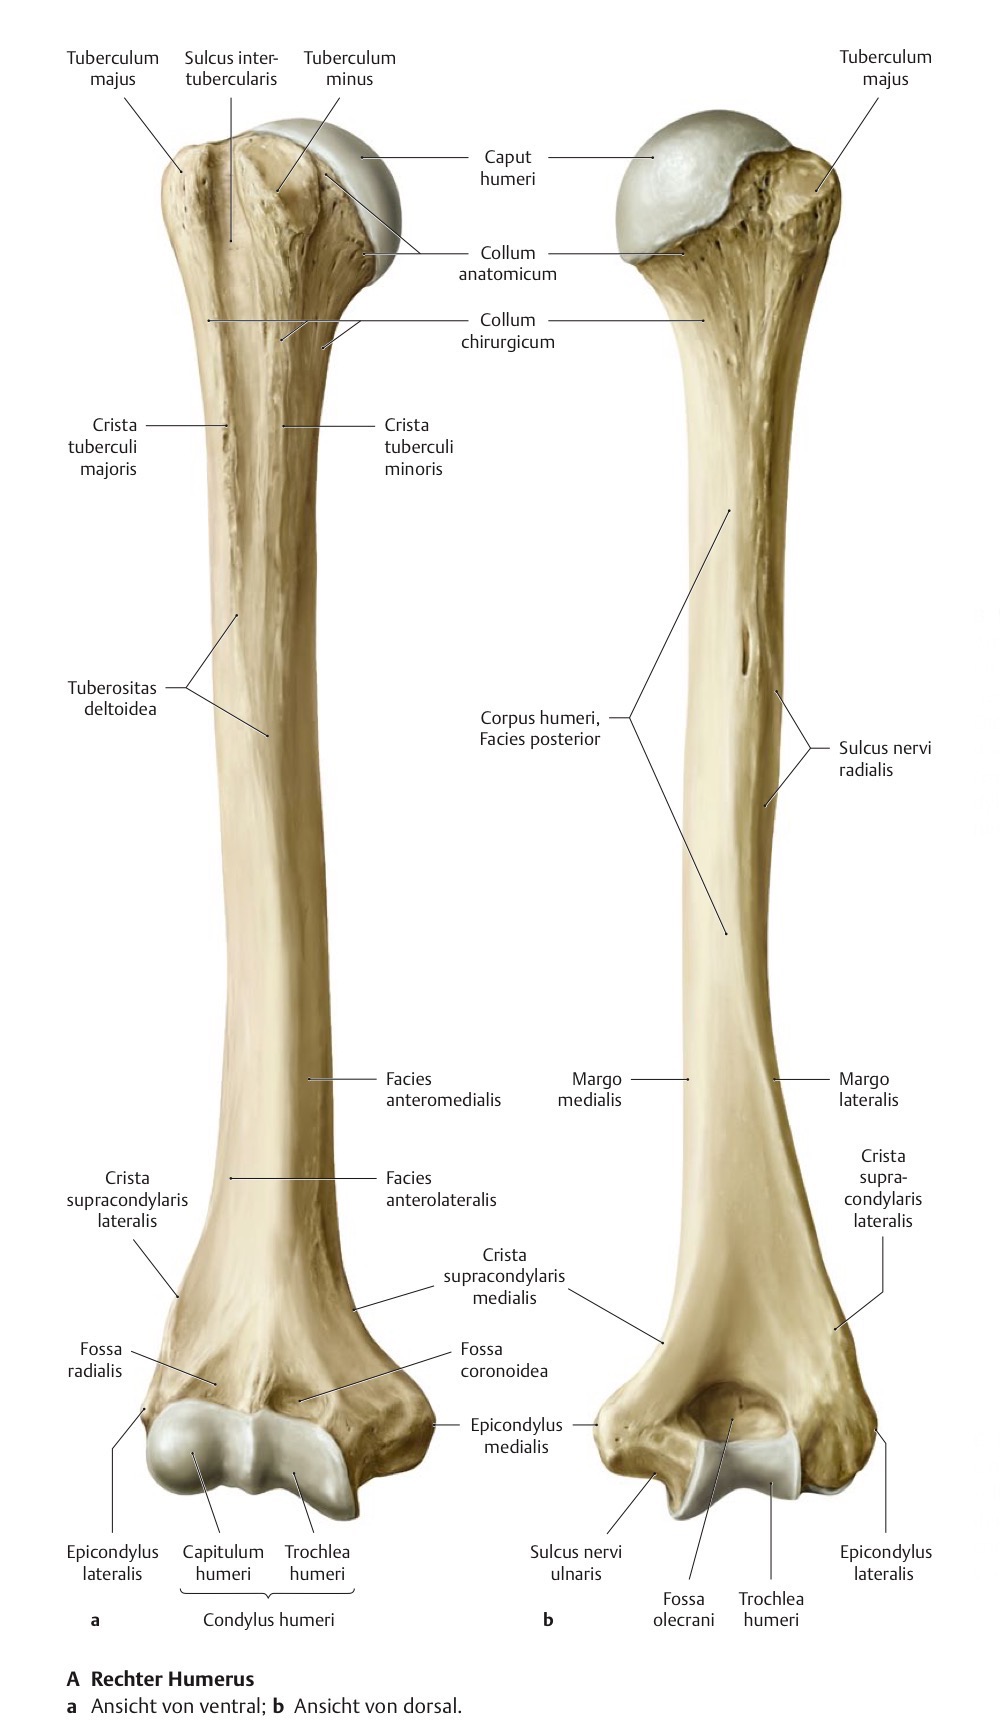 Tuberculum
majus
Sulcus inter-
tubercularis
Tuberculum
minus
Tuberculum
majus
Caput
humeri
Collum
anatomicum
Collum
chirurgicum
Crista
tuberculi
majoris
Crista
tuberculi
minoris
Tuberositas
deltoidea
Corpus humeri,
Facies posterior
Sulcus nervi
radialis
Facies
anteromedialis
Margo
medialis
Margo
lateralis
Crista
supracondylaris
lateralis
Facies
anterolateralis
Crista
supra-
condylaris
lateralis
Crista
supracondylaris
medialis
Fossa
radialis
Fossa
coronoidea
Epicondylus
medialis
Epicondylus
lateralis
Capitulum
humeri
Trochlea
humeri
Condylus humeri
Sulcus nervi
ulnaris
Fossa
olecrani
Trochlea
humeri
Epicondylus
lateralis
a
b
A Rechter Humerus
a Ansicht von ventral; b Ansicht von dorsal.